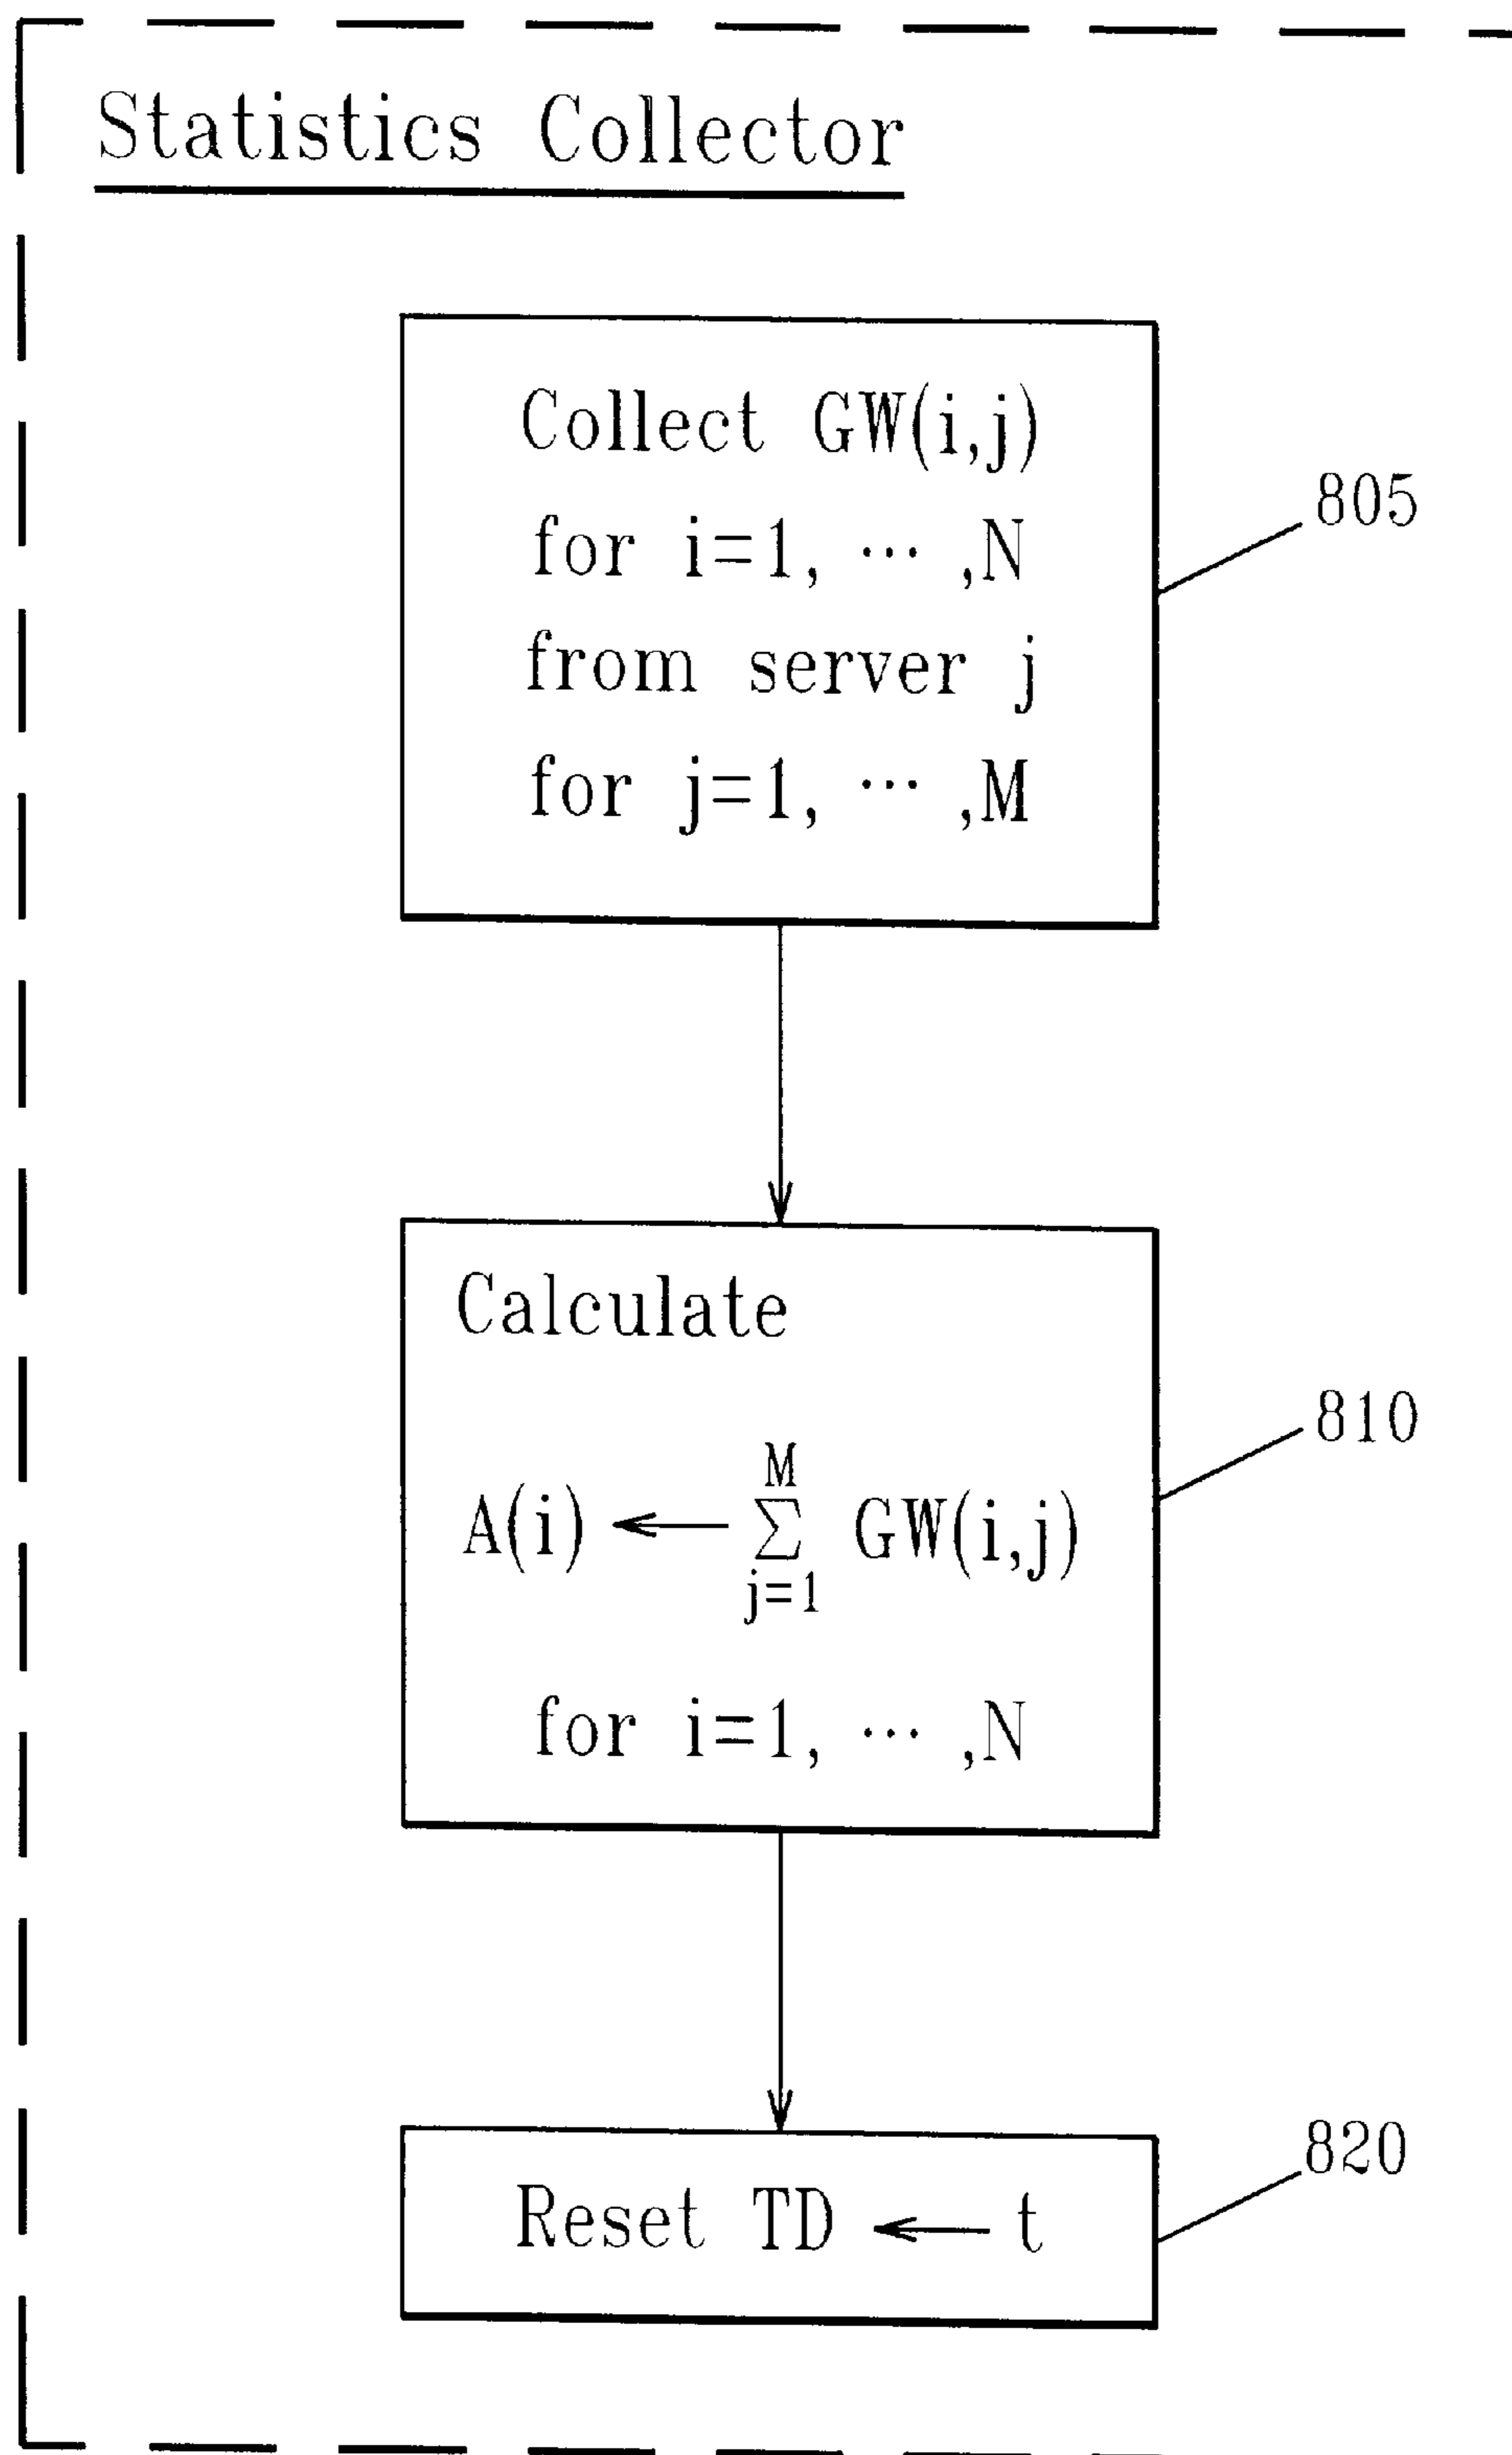 Statistics Collector
Collect GW(i,j)
for i=1, ··· ,N
from server j
for j=1, ··· ,M
805
Calculate
A(i) ← M Σ j=1 GW(i,j)
for i=1, ··· ,N
810
Reset TD ← t
820